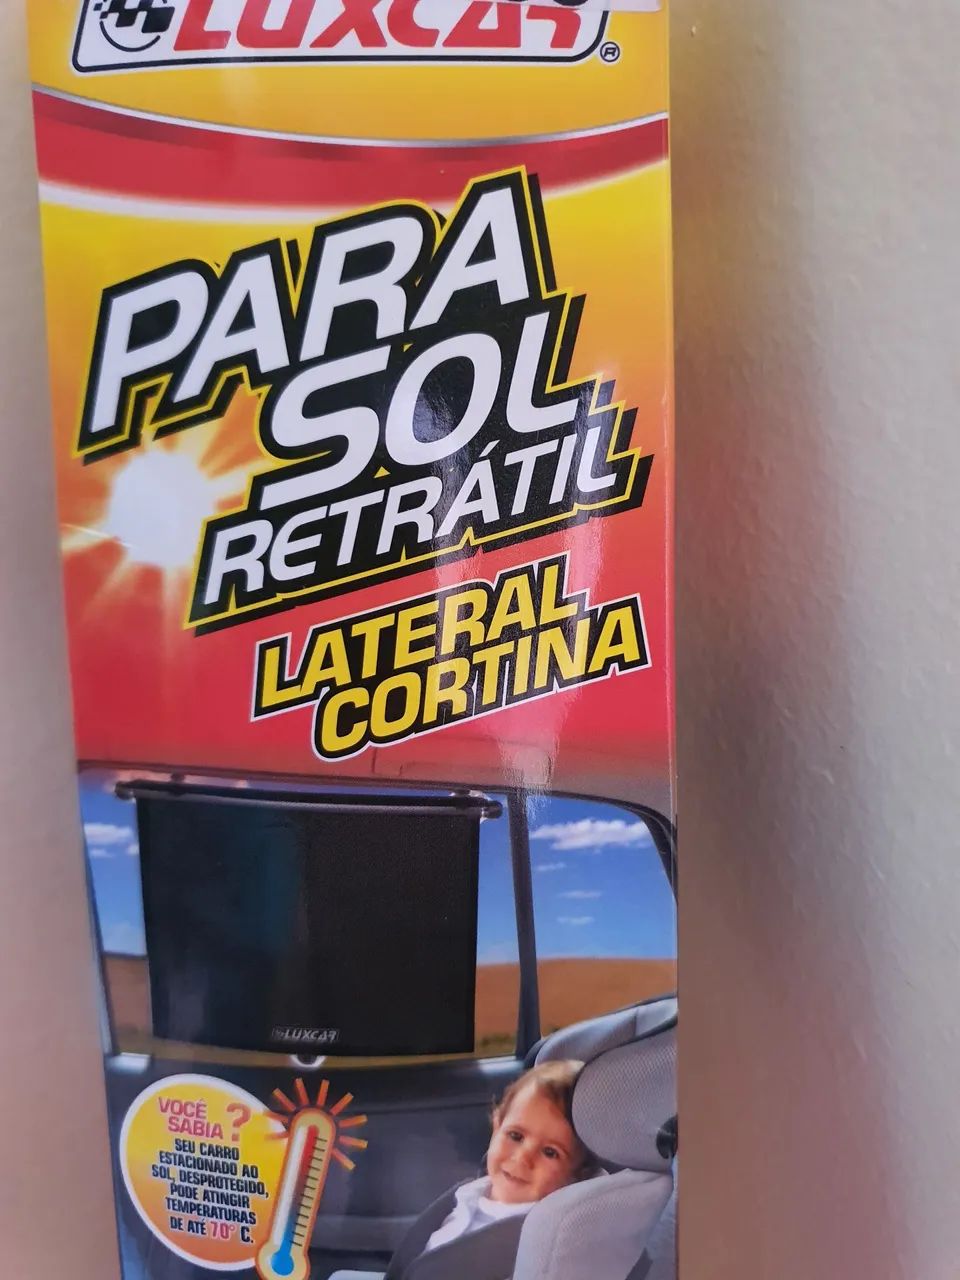 LUXCAR
®
PARA
SOL
RETRÁTIL
LATERAL
CORTINA
LUXCAR
VOCÊ
SABIA ?
SEU CARRO
ESTACIONADO AO
SOL, DESPROTEGIDO,
PODE ATINGIR
TEMPERATURAS
DE ATÉ 70° C.